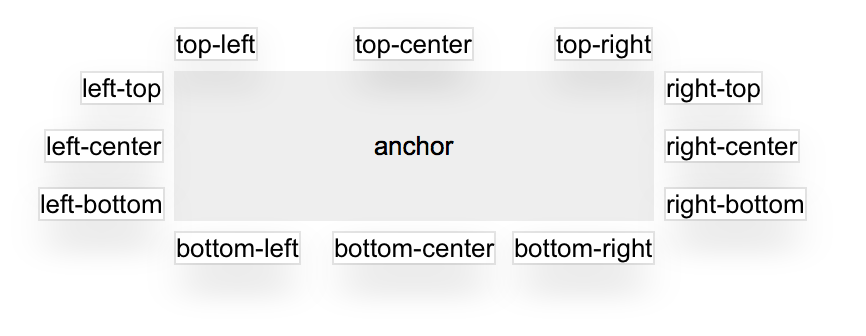 top-left
top-center
top-right
left-top
right-top
left-center
anchor
right-center
left-bottom
right-bottom
bottom-left
bottom-center
bottom-right